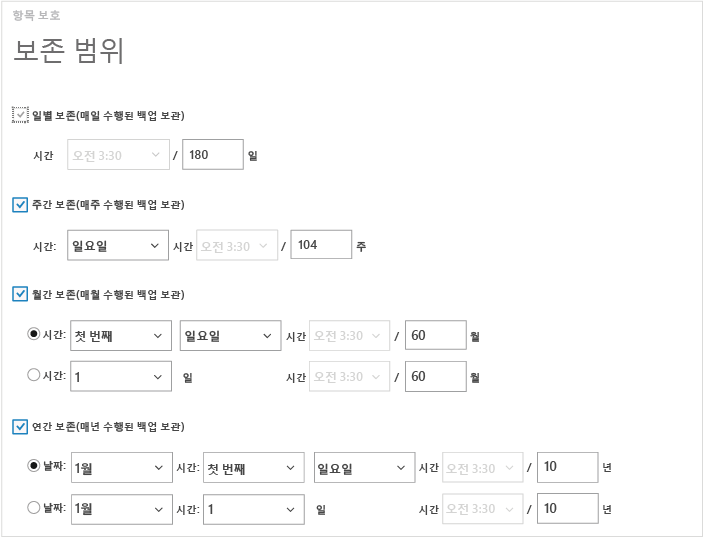 항목 보호
보존 범위
일별 보존(매일 수행된 백업 보관)
시간 오전 3:30 / 180 일
주간 보존(매주 수행된 백업 보관)
시간: 일요일 시간 오전 3:30 / 104 주
월간 보존(매월 수행된 백업 보관)
시간: 첫 번째 일요일 시간 오전 3:30 / 60 월
시간: 1 일 시간 오전 3:30 / 60 월
연간 보존(매년 수행된 백업 보관)
날짜: 1월 시간: 첫 번째 일요일 시간 오전 3:30 / 10 년
날짜: 1월 시간: 1 일 시간 오전 3:30 / 10 년